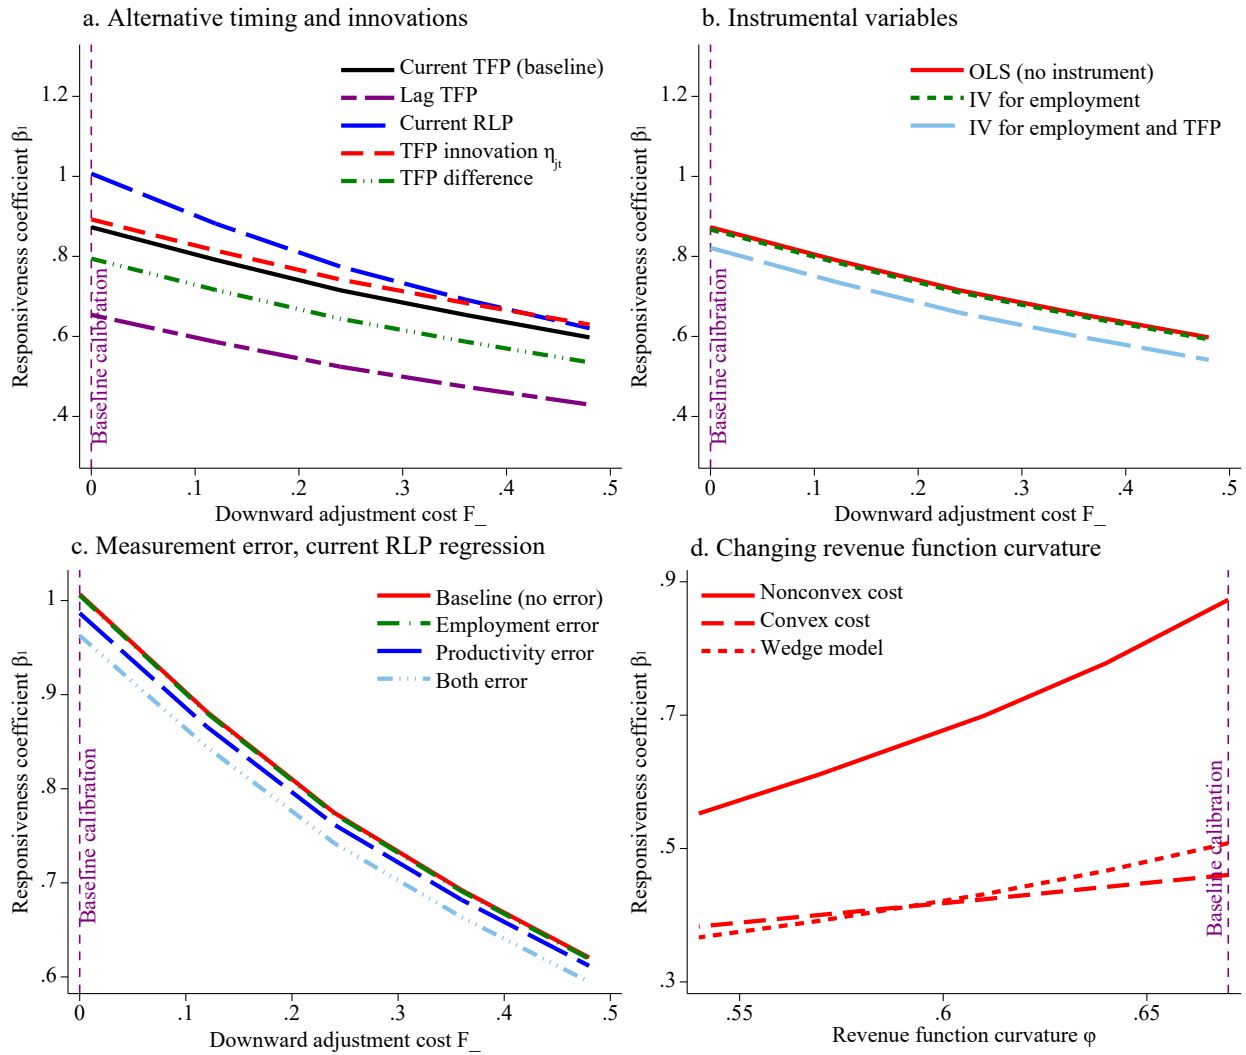 a. Alternative timing and innovations
Responsiveness coefficient β₁
1.2
1
.8
.6
.4
Current TFP (baseline)
Lag TFP
Current RLP
TFP innovation η_jt
TFP difference
Baseline calibration
0 .1 .2 .3 .4 .5
Downward adjustment cost F_
b. Instrumental variables
Responsiveness coefficient β₁
1.2
1
.8
.6
.4
OLS (no instrument)
IV for employment
IV for employment and TFP
Baseline calibration
0 .1 .2 .3 .4 .5
Downward adjustment cost F_
c. Measurement error, current RLP regression
Responsiveness coefficient β₁
1
.9
.8
.7
.6
Baseline (no error)
Employment error
Productivity error
Both error
Baseline calibration
0 .1 .2 .3 .4 .5
Downward adjustment cost F_
d. Changing revenue function curvature
Responsiveness coefficient β₁
.9
.7
.5
.3
Nonconvex cost
Convex cost
Wedge model
Baseline calibration
.55 .6 .65
Revenue function curvature φ